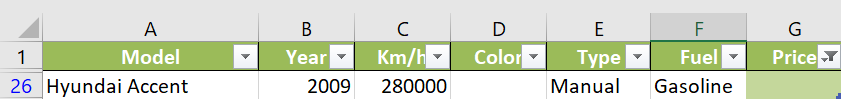 A B C D E F G
1 Model Year Km/h Color Type Fuel Price
26 Hyundai Accent 2009 280000 Manual Gasoline